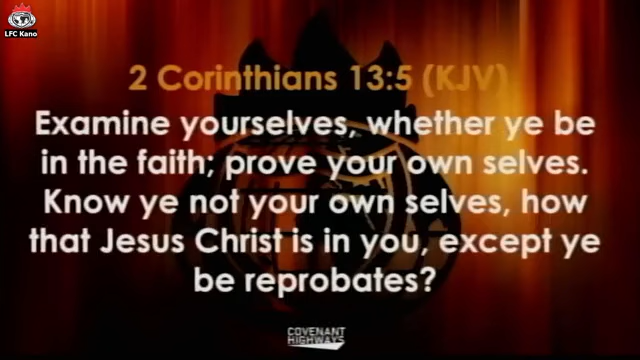 LFC Kano
2 Corinthians 13:5 (KJV)
Examine yourselves, whether ye be
in the faith; prove your own selves.
Know ye not your own selves, how
that Jesus Christ is in you, except ye
be reprobates?
COVENANT
HIGHWAYS